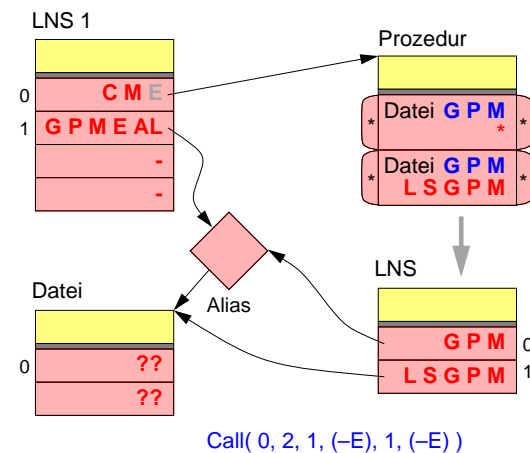 LNS 1
0
C M E
1
G P M E AL
-
-
Prozedur
* Datei G P M *
*
* Datei G P M *
L S G P M
Alias
Datei
0
??
??
LNS
G P M 0
L S G P M 1
Call( 0, 2, 1, (–E), 1, (–E) )